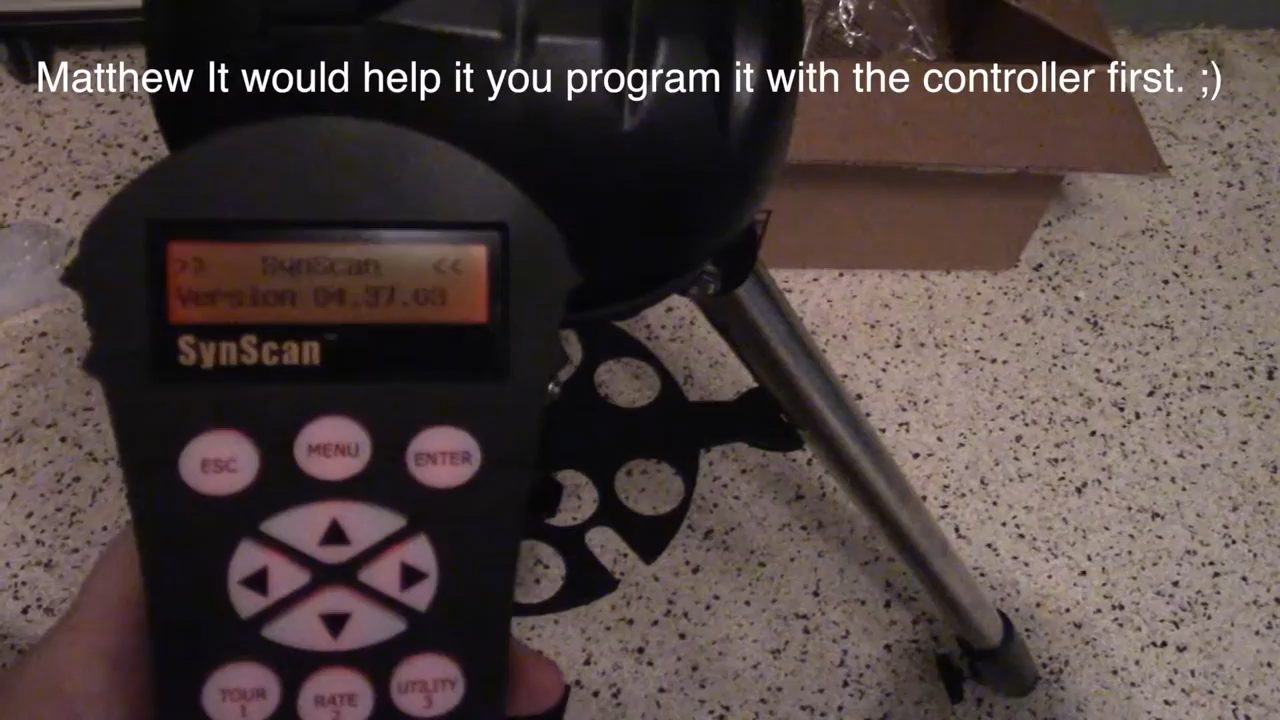 Matthew It would help it you program it with the controller first. ;)
>> SynScan <<
Version 04.37.03
SynScan
ESC MENU ENTER
TOUR RATE UTILITY
1 2 3